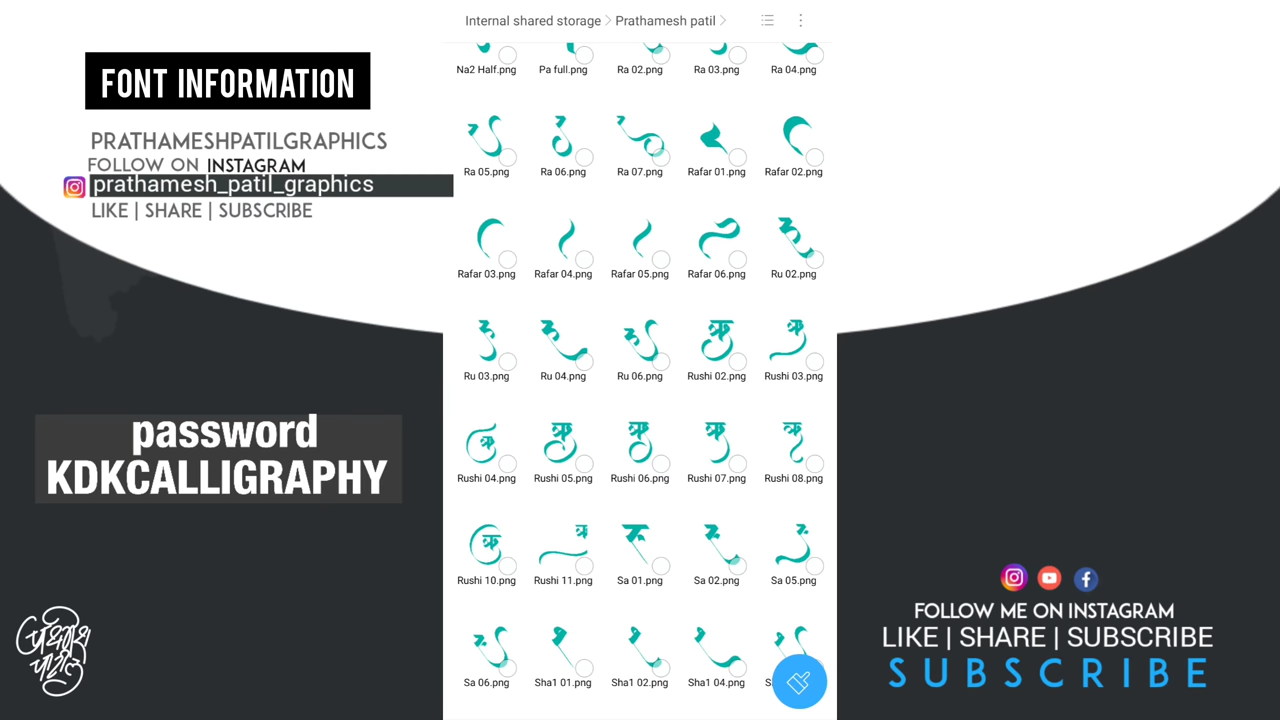 FONT INFORMATION
PRATHAMESHPATILGRAPHICS
FOLLOW ON INSTAGRAM
prathamesh_patil_graphics
LIKE | SHARE | SUBSCRIBE
password
KDKCALLIGRAPHY
Internal shared storage > Prathamesh patil >
Na2 Half.png Pa full.png Ra 02.png Ra 03.png Ra 04.png
Ra 05.png Ra 06.png Ra 07.png Rafar 01.png Rafar 02.png
Rafar 03.png Rafar 04.png Rafar 05.png Rafar 06.png Ru 02.png
Ru 03.png Ru 04.png Ru 06.png Rushi 02.png Rushi 03.png
Rushi 04.png Rushi 05.png Rushi 06.png Rushi 07.png Rushi 08.png
Rushi 10.png Rushi 11.png Sa 01.png Sa 02.png Sa 05.png
Sa 06.png Sha1 01.png Sha1 02.png Sha1 04.png
FOLLOW ME ON INSTAGRAM
LIKE | SHARE | SUBSCRIBE
SUBSCRIBE